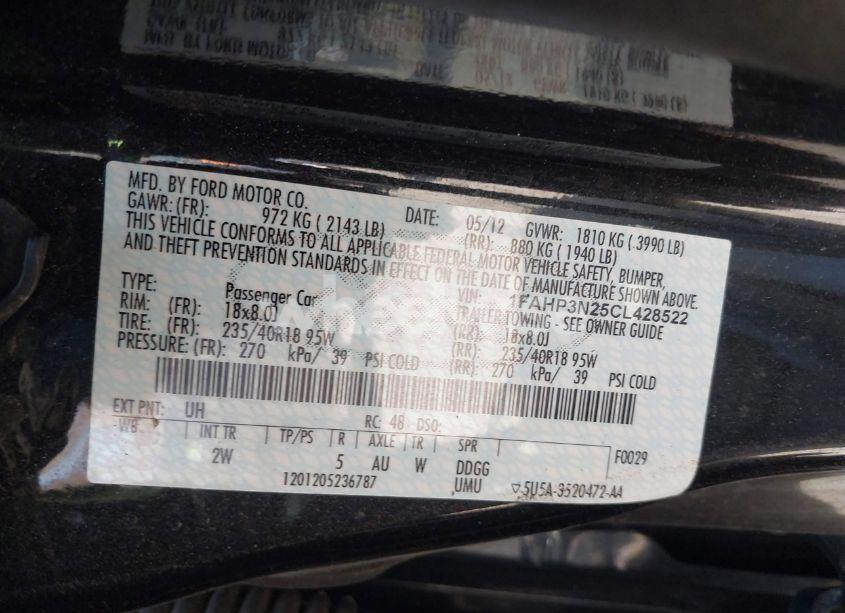 MFD. BY FORD MOTOR CO.
DATE: 05/12 GVWR: 1810 KG ( 3990 LB)
GAWR: (FR): 972 KG ( 2143 LB) (RR): 880 KG ( 1940 LB)
THIS VEHICLE CONFORMS TO ALL APPLICABLE FEDERAL MOTOR VEHICLE SAFETY, BUMPER,
AND THEFT PREVENTION STANDARDS IN EFFECT ON THE DATE OF MANUFACTURE SHOWN ABOVE.
VIN: 1FAHP3N25CL428522
TYPE: Passenger Car TRAILER TOWING - SEE OWNER GUIDE
RIM: (FR): 18x8.0J (RR): 18x8.0J
TIRE: (FR): 235/40R18 95W (RR): 235/40R18 95W
PRESSURE: (FR): 270 kPa/ 39 PSI COLD (RR): 270 kPa/ 39 PSI COLD
EXT PNT: UH RC: 48 DSO:
WB INT TR TP/PS R AXLE TR SPR F0029
2W 5 AU W DDGG
1201205236787 UMU ▽5U5A-3520472-AA